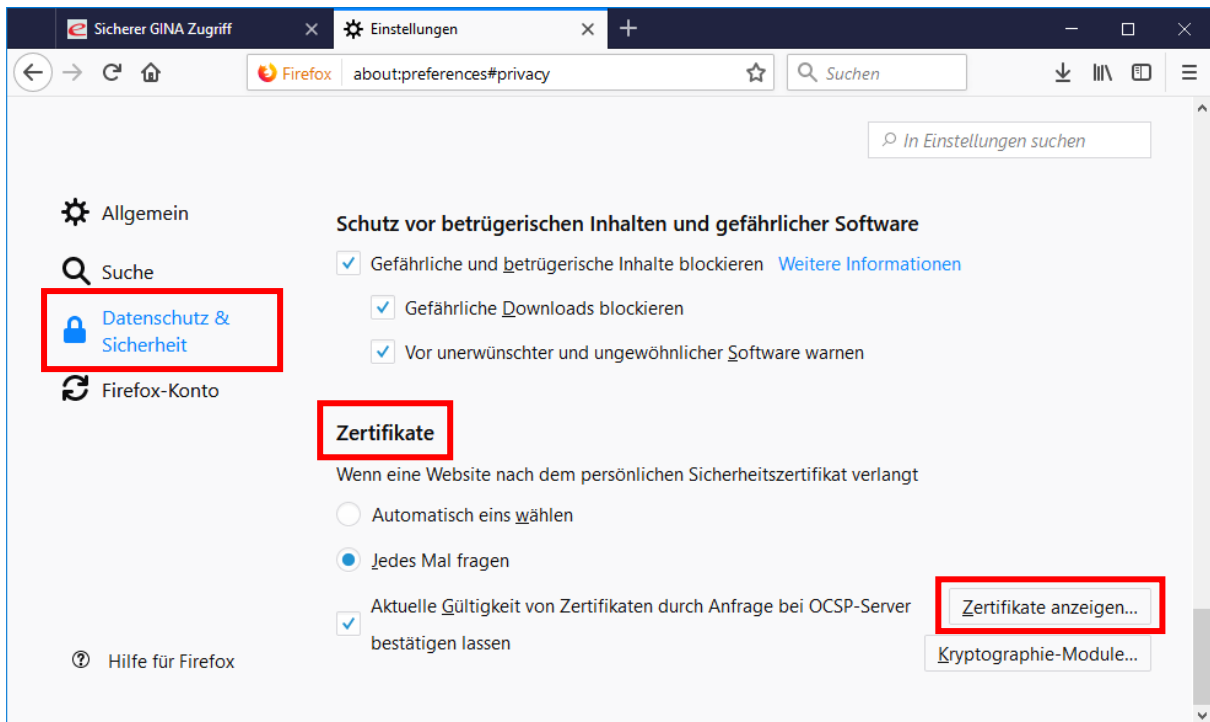 Sicherer GINA Zugriff
Einstellungen
Firefox about:preferences#privacy
Suchen
In Einstellungen suchen
Allgemein
Suche
Datenschutz &
Sicherheit
Firefox-Konto
Hilfe für Firefox
Schutz vor betrügerischen Inhalten und gefährlicher Software
Gefährliche und betrügerische Inhalte blockieren Weitere Informationen
Gefährliche Downloads blockieren
Vor unerwünschter und ungewöhnlicher Software warnen
Zertifikate
Wenn eine Website nach dem persönlichen Sicherheitszertifikat verlangt
Automatisch eins wählen
Jedes Mal fragen
Aktuelle Gültigkeit von Zertifikaten durch Anfrage bei OCSP-Server
bestätigen lassen
Zertifikate anzeigen...
Kryptographie-Module...